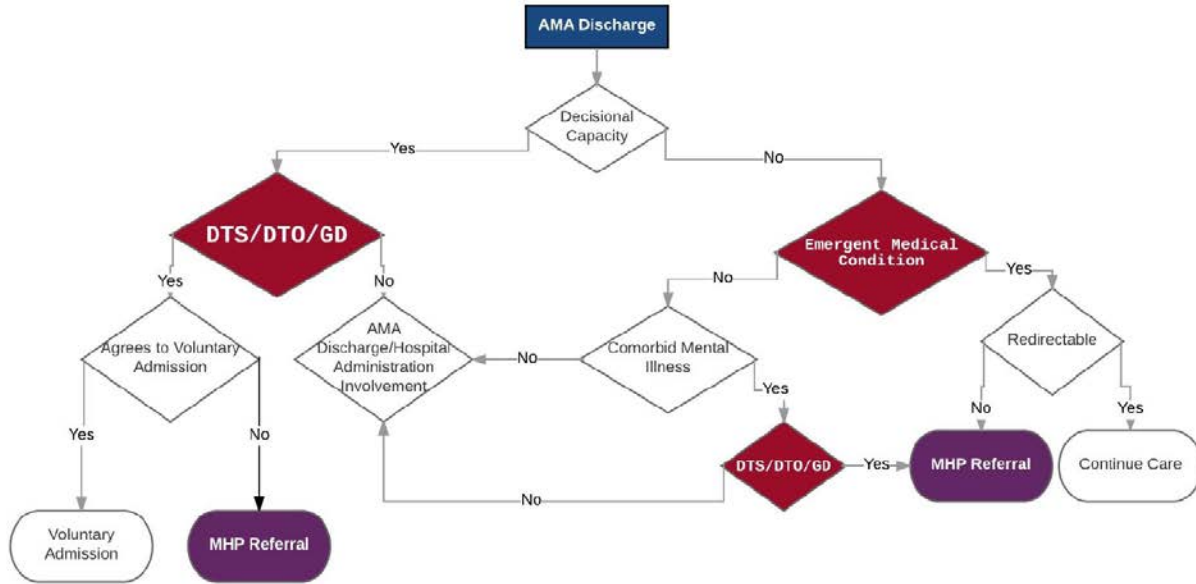 AMA Discharge
Decisional
Capacity
Yes
No
DTS/DTO/GD
Emergent Medical
Condition
Yes
No
No
Yes
Agrees to Voluntary
Admission
AMA
Discharge/Hospital
Administration
Involvement
No
Comorbid Mental
Illness
Redirectable
Yes
No
Yes
No
Yes
DTS/DTO/GD
Yes
MHP Referral
Continue Care
No
Voluntary
Admission
MHP Referral